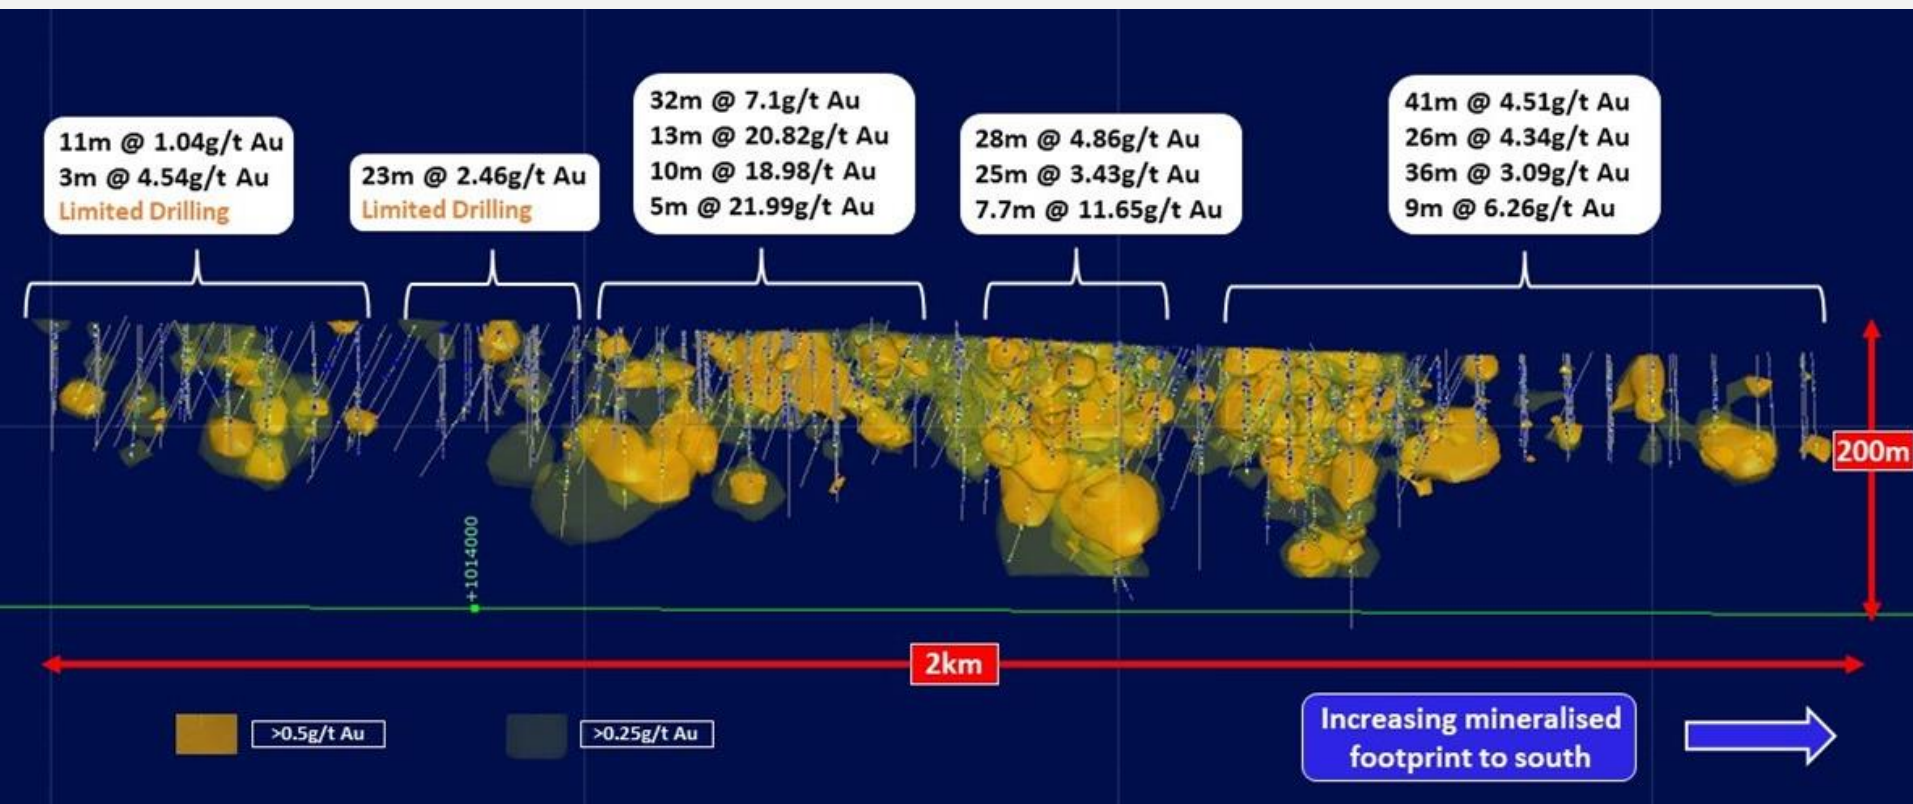 11m @ 1.04g/t Au
3m @ 4.54g/t Au
Limited Drilling
23m @ 2.46g/t Au
Limited Drilling
32m @ 7.1g/t Au
13m @ 20.82g/t Au
10m @ 18.98/t Au
5m @ 21.99g/t Au
28m @ 4.86g/t Au
25m @ 3.43g/t Au
7.7m @ 11.65g/t Au
41m @ 4.51g/t Au
26m @ 4.34g/t Au
36m @ 3.09g/t Au
9m @ 6.26g/t Au
200m
+1014000
2km
>0.5g/t Au
>0.25g/t Au
Increasing mineralised
footprint to south